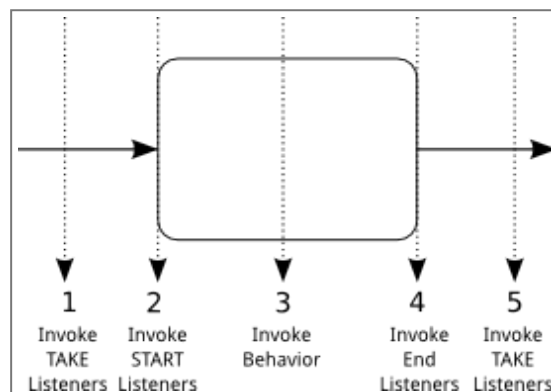 1 2 3 4 5
Invoke Invoke Invoke Invoke Invoke
TAKE START Behavior End TAKE
Listeners Listeners Listeners Listeners